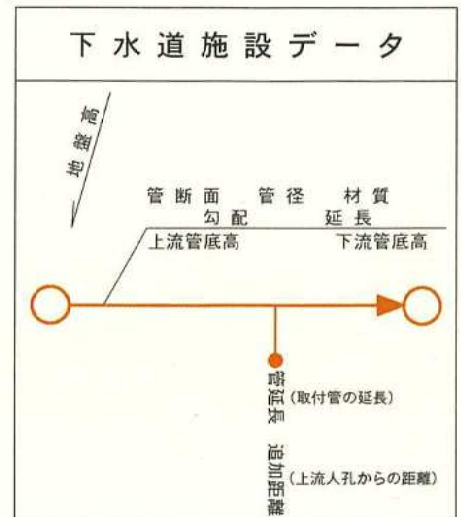 下水道施設データ
地盤高
管断面 管径 材質
勾配 延長
上流管底高 下流管底高
管延長 (取付管の延長)
追加距離 (上流人孔からの距離)